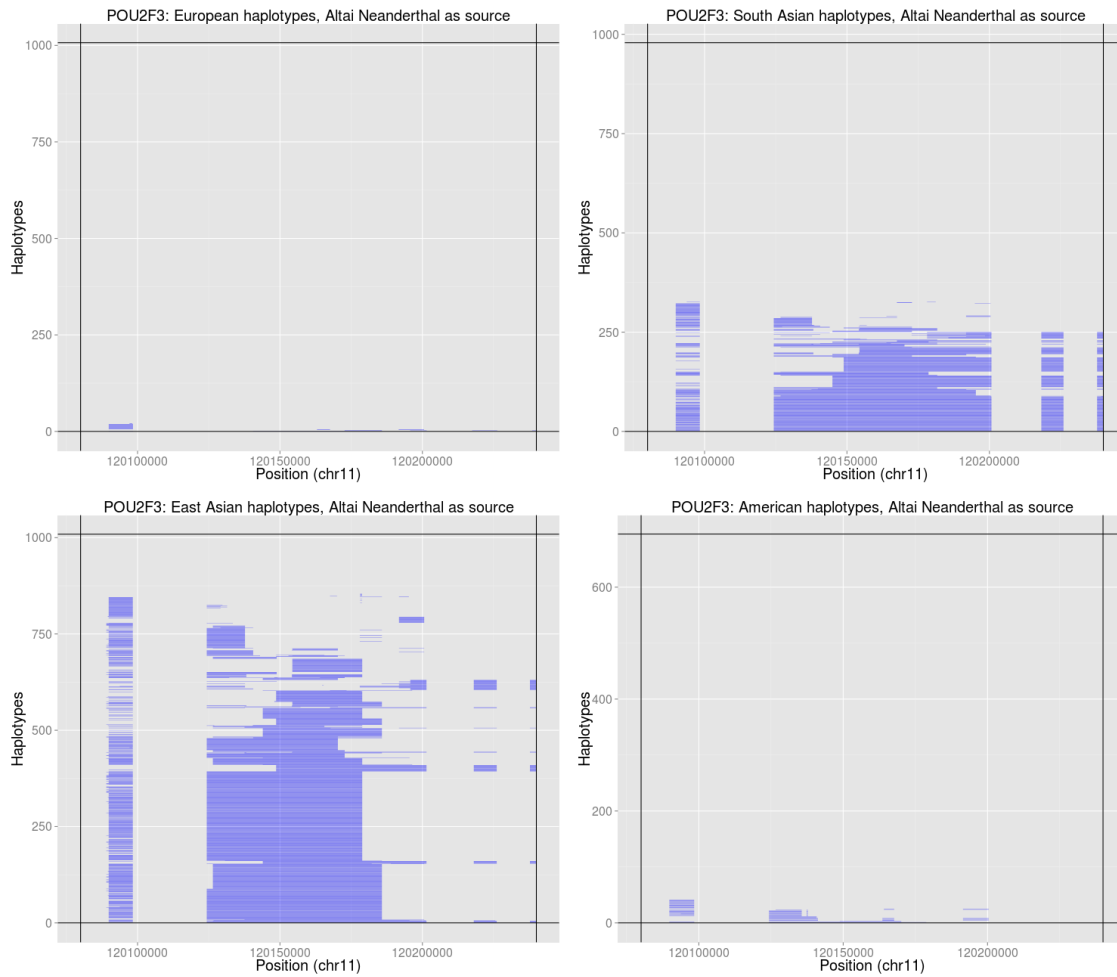 POU2F3: European haplotypes, Altai Neanderthal as source
1000
750
500
250
0
Haplotypes
120100000 120150000 120200000
Position (chr11)
POU2F3: South Asian haplotypes, Altai Neanderthal as source
1000
750
500
250
0
Haplotypes
120100000 120150000 120200000
Position (chr11)
POU2F3: East Asian haplotypes, Altai Neanderthal as source
1000
750
500
250
0
Haplotypes
120100000 120150000 120200000
Position (chr11)
POU2F3: American haplotypes, Altai Neanderthal as source
600
400
200
0
Haplotypes
120100000 120150000 120200000
Position (chr11)